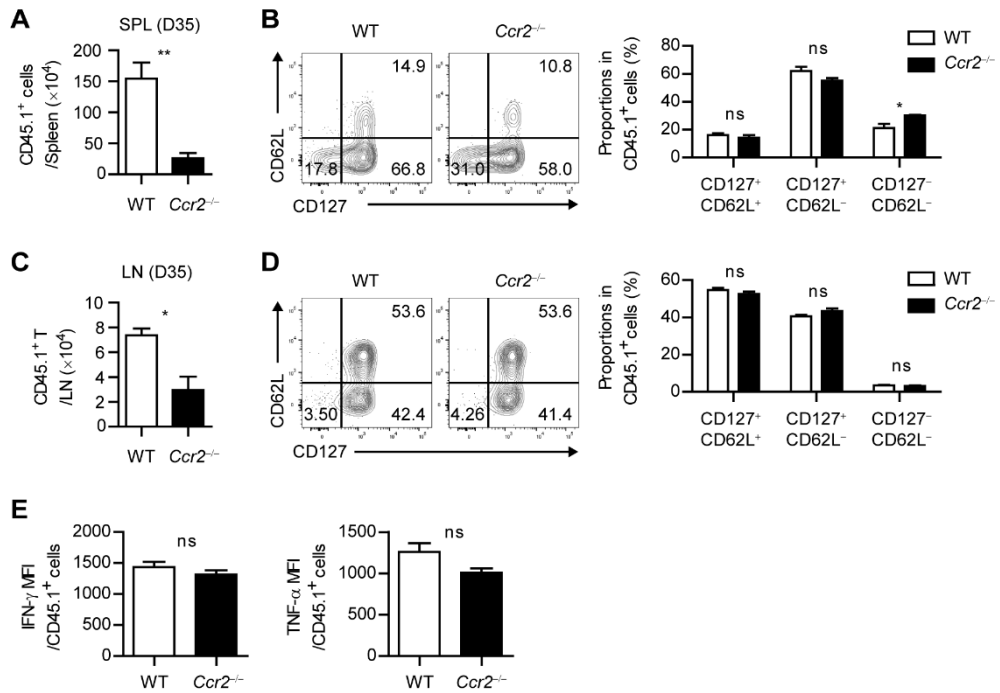 A
SPL (D35)
CD45.1+ cells
/Spleen (×10⁴)
200
150
100
50
0
**
WT
Ccr2−/−
B
WT
Ccr2−/−
14.9
17.8
66.8
10.8
31.0
58.0
CD62L
CD127
Proportions in
CD45.1+ cells (%)
80
60
40
20
0
ns
ns
*
WT
Ccr2−/−
CD127+
CD62L+
CD127+
CD62L−
CD127−
CD62L−
C
LN (D35)
CD45.1+ T
/LN (×10⁴)
10
8
6
4
2
0
*
WT
Ccr2−/−
D
WT
Ccr2−/−
53.6
3.50
42.4
53.6
4.26
41.4
CD62L
CD127
Proportions in
CD45.1+ cells (%)
60
40
20
0
ns
ns
ns
WT
Ccr2−/−
CD127+
CD62L+
CD127+
CD62L−
CD127−
CD62L−
E
IFN-γ MFI
/CD45.1+ cells
2000
1500
1000
500
0
ns
WT
Ccr2−/−
TNF-α MFI
/CD45.1+ cells
1500
1000
500
0
ns
WT
Ccr2−/−